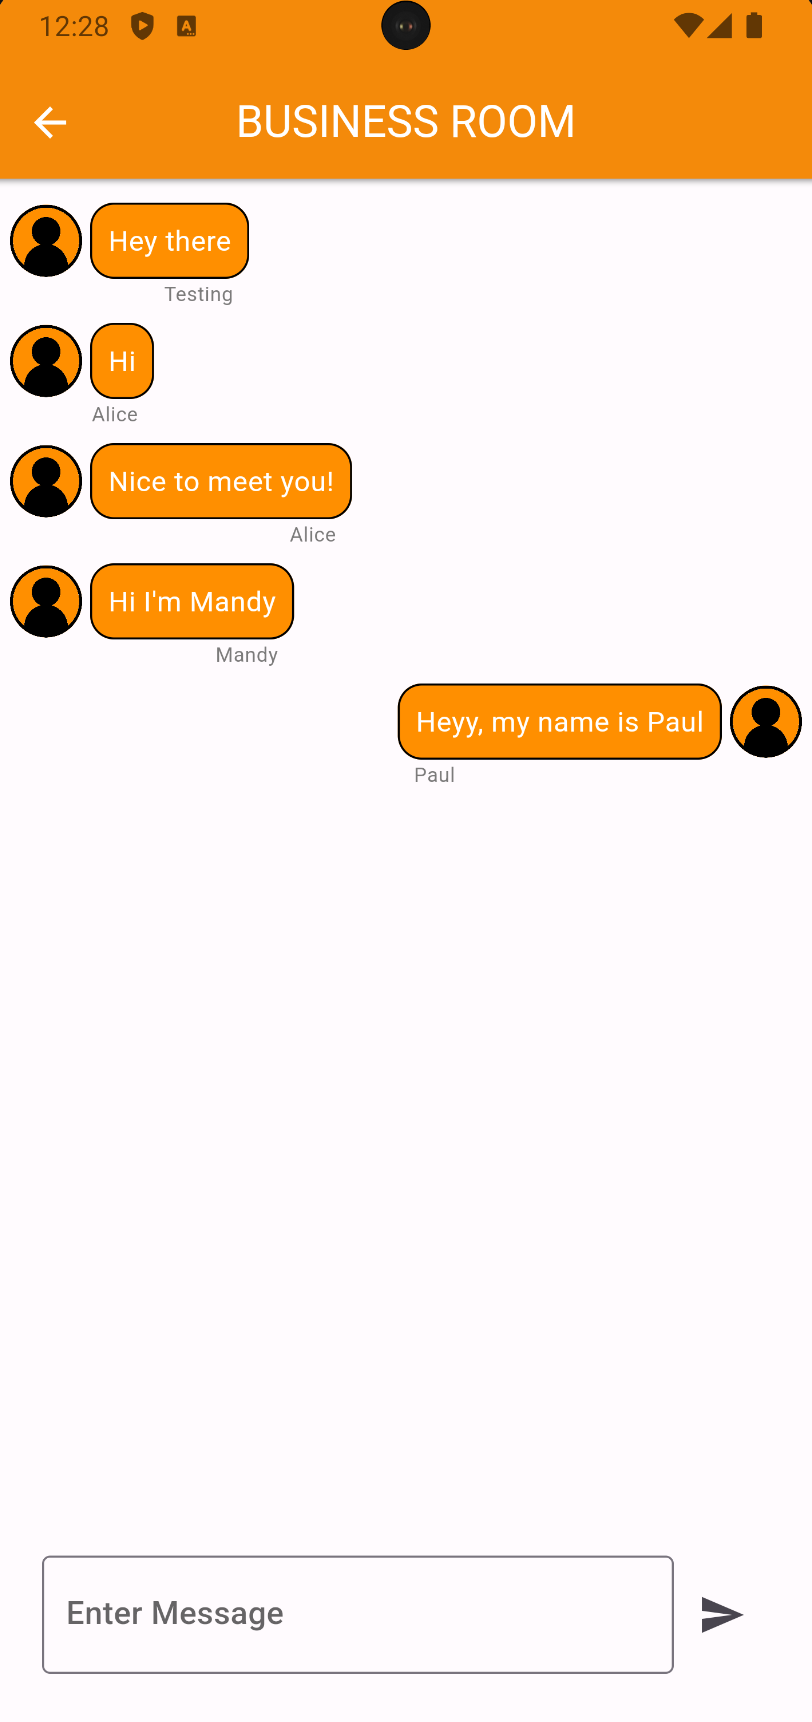 12:28
BUSINESS ROOM
Hey there
Testing
Hi
Alice
Nice to meet you!
Alice
Hi I'm Mandy
Mandy
Heyy, my name is Paul
Paul
Enter Message